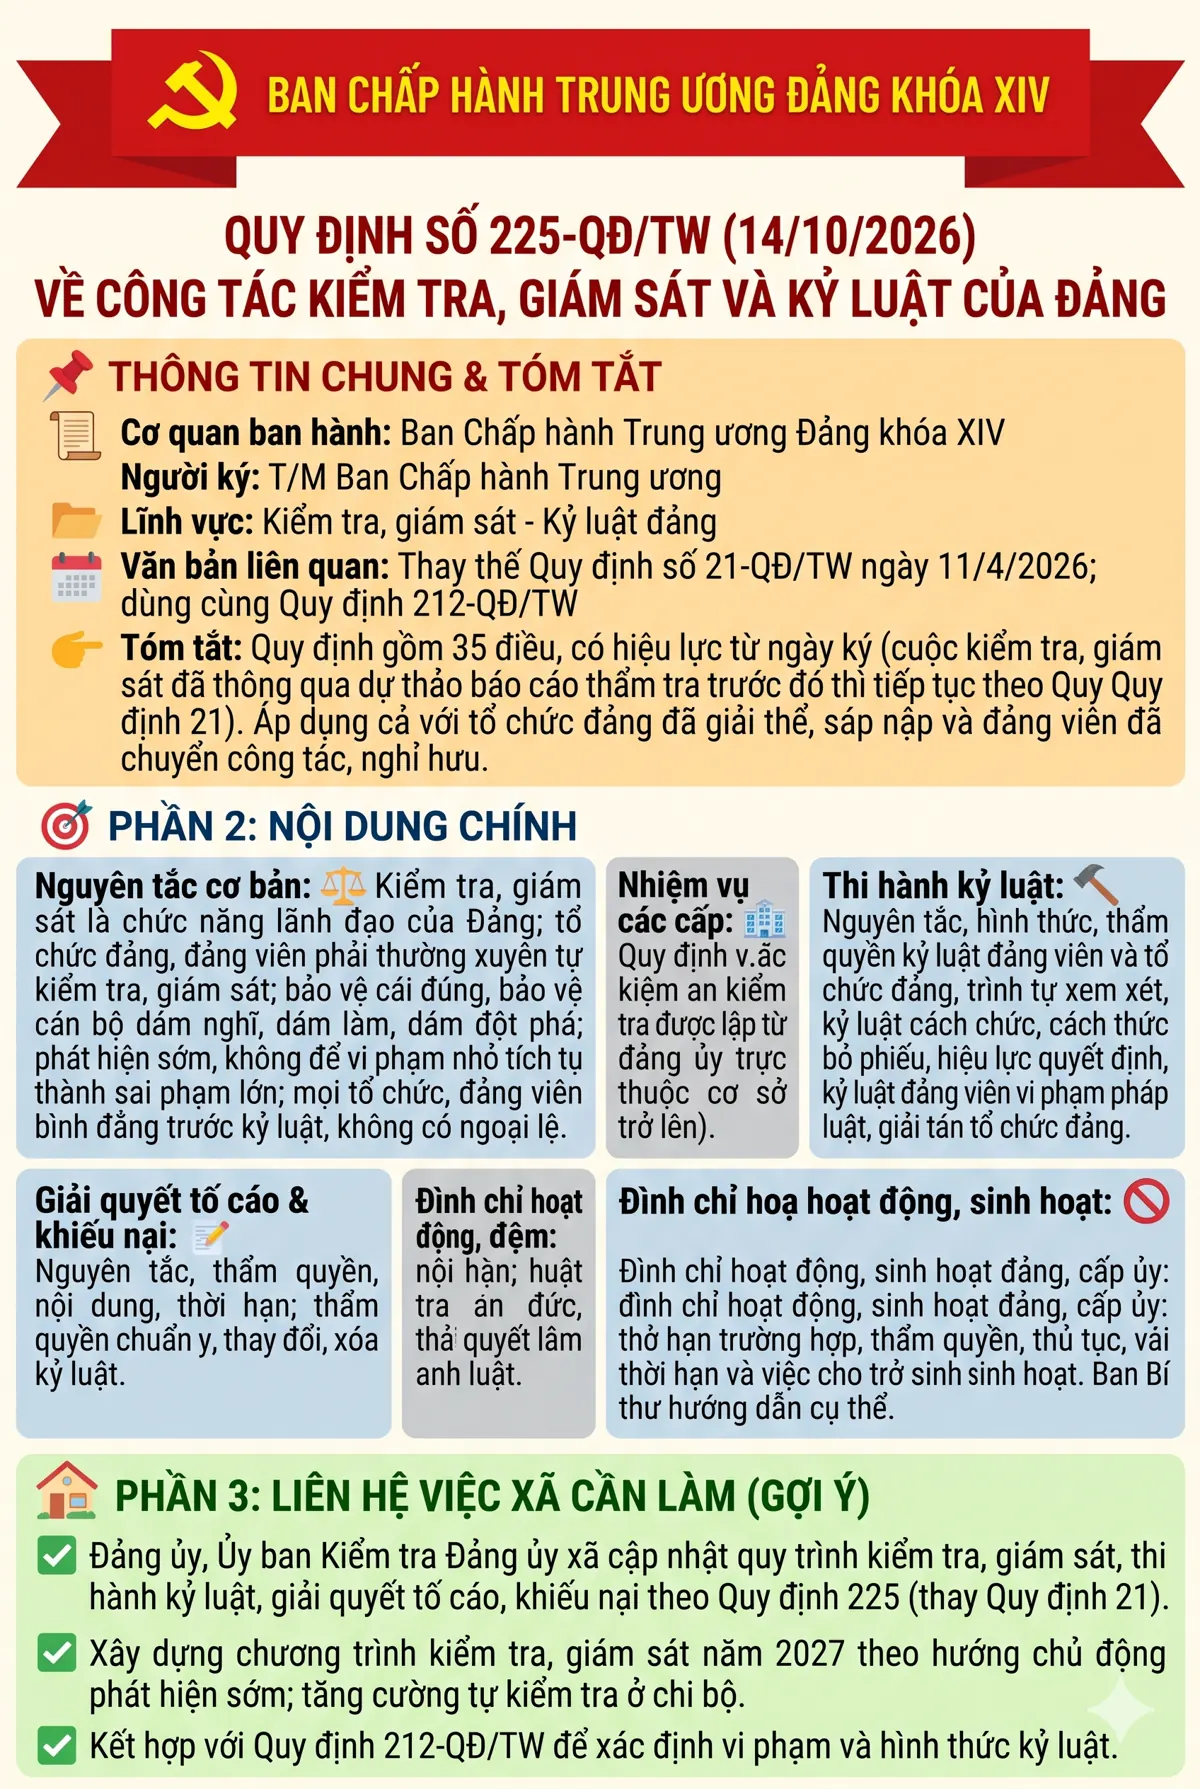 BAN CHẤP HÀNH TRUNG ƯƠNG ĐẢNG KHÓA XIV
QUY ĐỊNH SỐ 225-QĐ/TW (14/10/2026)
VỀ CÔNG TÁC KIỂM TRA, GIÁM SÁT VÀ KỶ LUẬT CỦA ĐẢNG
THÔNG TIN CHUNG & TÓM TẮT
Cơ quan ban hành: Ban Chấp hành Trung ương Đảng khóa XIV
Người ký: T/M Ban Chấp hành Trung ương
Lĩnh vực: Kiểm tra, giám sát - Kỷ luật đảng
Văn bản liên quan: Thay thế Quy định số 21-QĐ/TW ngày 11/4/2026;
dùng cùng Quy định 212-QĐ/TW
Tóm tắt: Quy định gồm 35 điều, có hiệu lực từ ngày ký (cuộc kiểm tra, giám
sát đã thông qua dự thảo báo cáo thẩm tra trước đó thì tiếp tục theo Quy Quy
định 21). Áp dụng cả với tổ chức đảng đã giải thể, sáp nập và đảng viên đã
chuyển công tác, nghỉ hưu.
PHẦN 2: NỘI DUNG CHÍNH
Nguyên tắc cơ bản: Kiểm tra, giám
sát là chức năng lãnh đạo của Đảng; tổ
chức đảng, đảng viên phải thường xuyên tự
kiểm tra, giám sát; bảo vệ cái đúng, bảo vệ
cán bộ dám nghĩ, dám làm, dám đột phá;
phát hiện sớm, không để vi phạm nhỏ tích tụ
thành sai phạm lớn; mọi tổ chức, đảng viên
bình đẳng trước kỷ luật, không có ngoại lệ.
Nhiệm vụ
các cấp:
Quy định v.ăc
kiệm an kiểm
tra được lập từ
đảng ủy trực
thuộc cơ sở
trở lên).
Thi hành kỷ luật:
Nguyên tắc, hình thức, thẩm
quyền kỷ luật đảng viên và tổ
chức đảng, trình tự xem xét,
kỷ luật cách chức, cách thức
bỏ phiếu, hiệu lực quyết định,
kỷ luật đảng viên vi phạm pháp
luật, giải tán tổ chức đảng.
Giải quyết tố cáo &
khiếu nại:
Nguyên tắc, thẩm quyền,
nội dung, thời hạn; thẩm
quyền chuẩn y, thay đổi, xóa
kỷ luật.
Đình chỉ hoạt
động, đệm:
nội hạn; huật
tra án đức,
thải quyết lâm
anh luật.
Đình chỉ hoạ hoạt động, sinh hoạt:
Đình chỉ hoạt động, sinh hoạt đảng, cấp ủy:
đình chỉ hoạt động, sinh hoạt đảng, cấp ủy:
thở hạn trường hợp, thẩm quyền, thủ tục, vái
thời hạn và việc cho trở sinh sinh hoạt. Ban Bí
thư hướng dẫn cụ thể.
PHẦN 3: LIÊN HỆ VIỆC XÃ CẦN LÀM (GỢI Ý)
Đảng ủy, Ủy ban Kiểm tra Đảng ủy xã cập nhật quy trình kiểm tra, giám sát, thi
hành kỷ luật, giải quyết tố cáo, khiếu nại theo Quy định 225 (thay Quy định 21).
Xây dựng chương trình kiểm tra, giám sát năm 2027 theo hướng chủ động
phát hiện sớm; tăng cường tự kiểm tra ở chi bộ.
Kết hợp với Quy định 212-QĐ/TW để xác định vi phạm và hình thức kỷ luật.